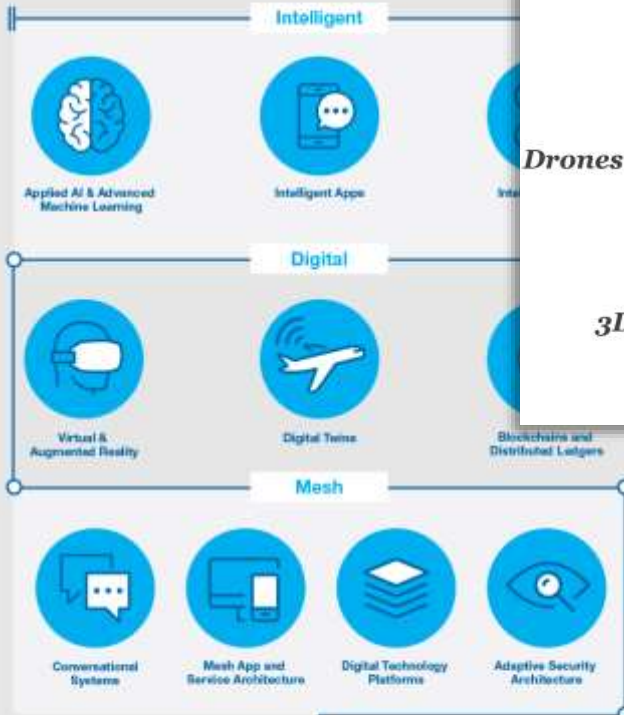 Intelligent
Applied AI & Advanced
Machine Learning
Intelligent Apps
Drones
Digital
3D
Virtual &
Augmented Reality
Digital Twins
Blockchains and
Distributed Ledgers
Mesh
Conversational
Systems
Mesh App and
Service Architecture
Digital Technology
Platforms
Adaptive Security
Architecture